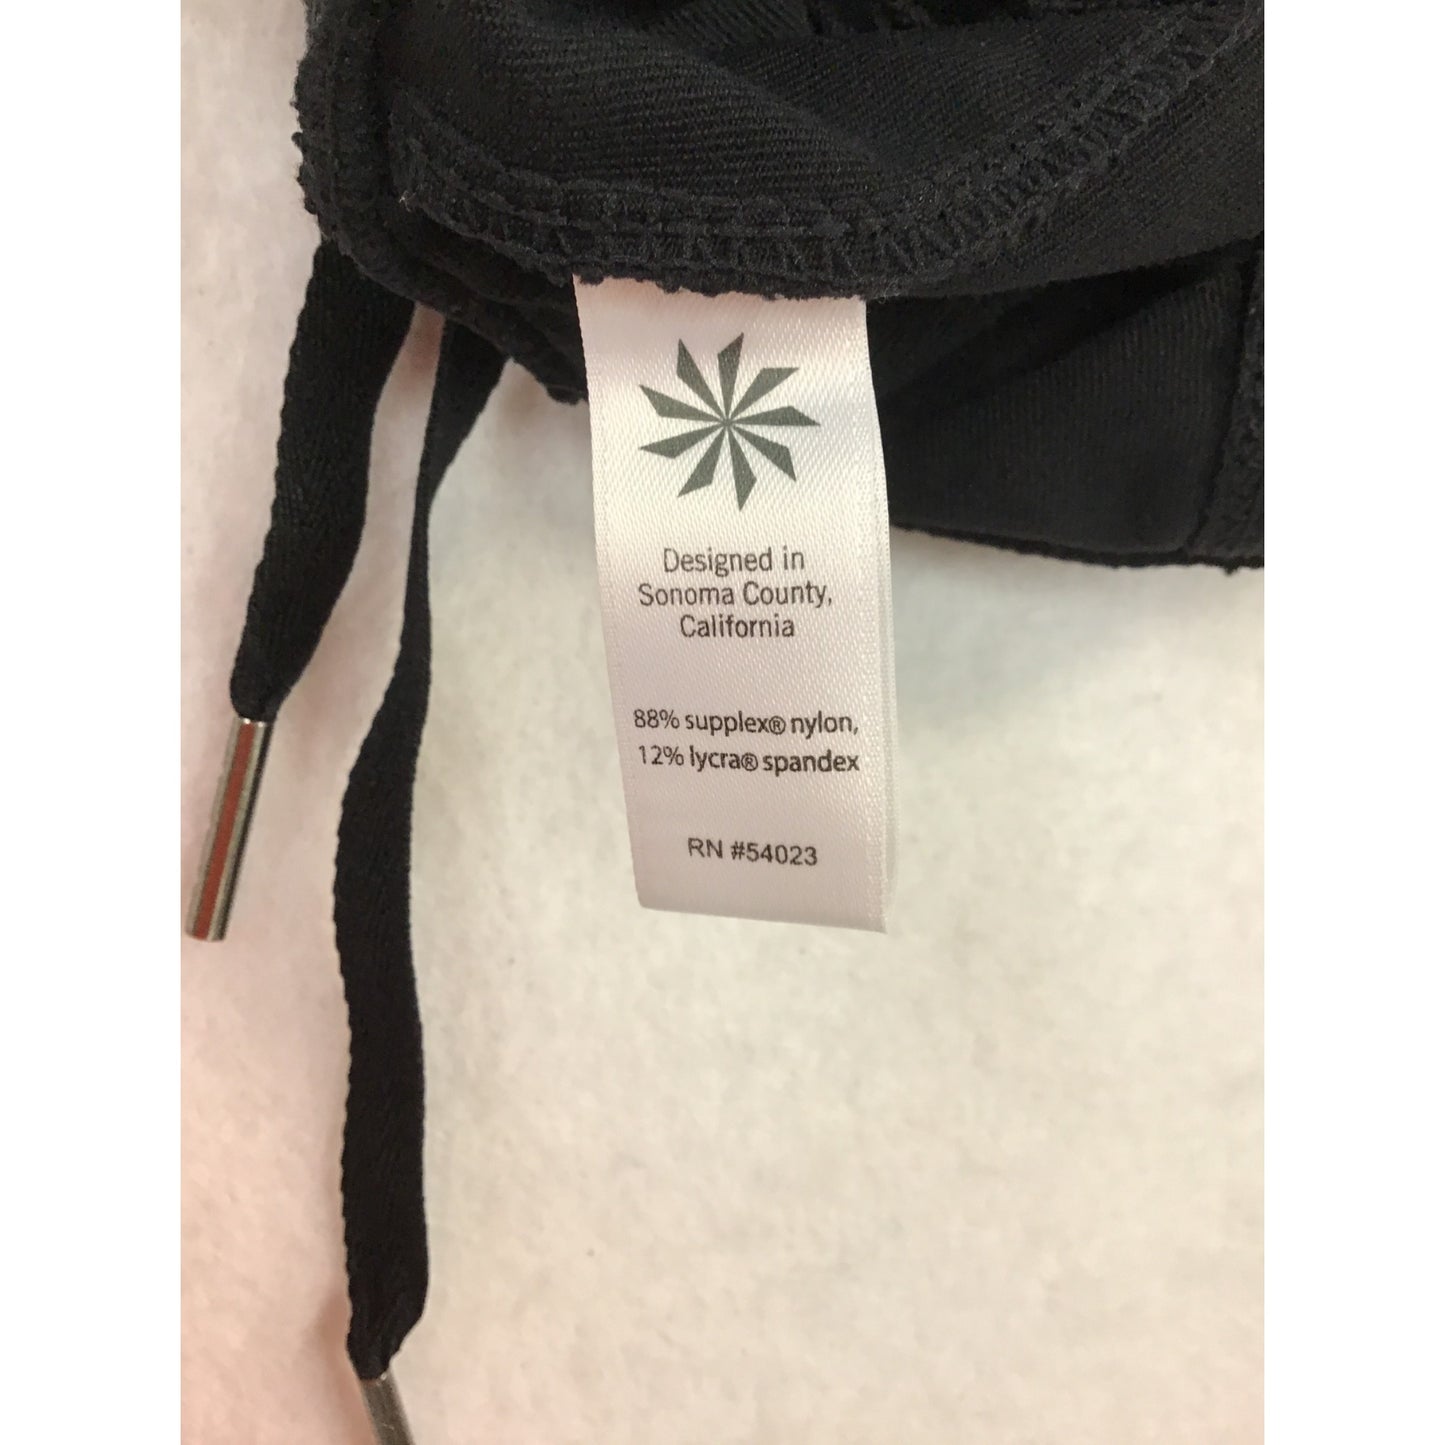 Designed in
Sonoma County,
California
88% supplex® nylon,
12% lycra® spandex
RN #54023